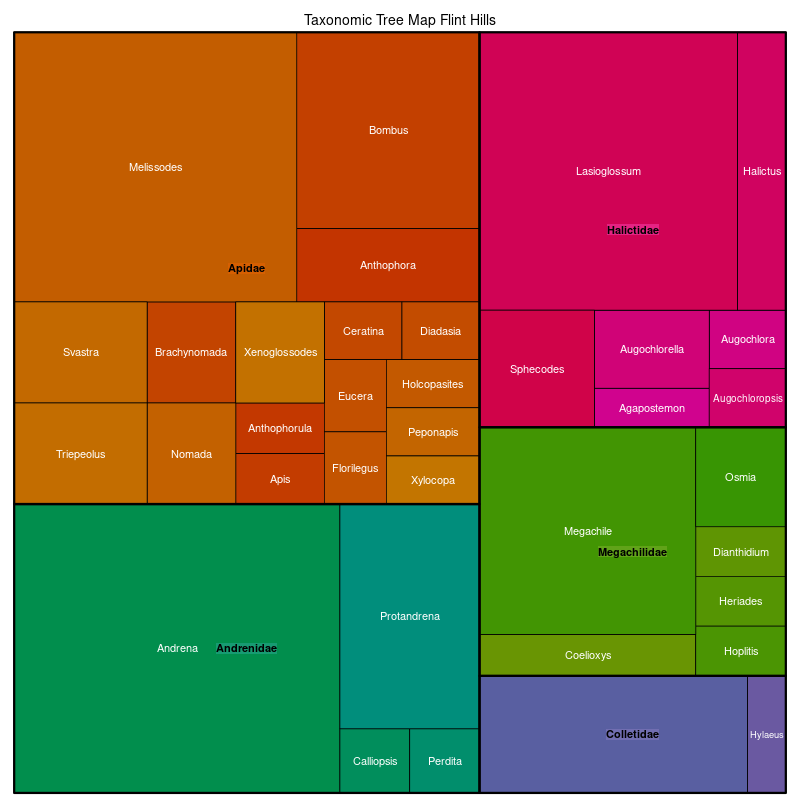 Taxonomic Tree Map Flint Hills
Melissodes
Bombus
Anthophora
Apidae
Svastra
Brachynomada
Xenoglossodes
Ceratina
Diadasia
Eucera
Holcopasites
Peponapis
Triepeolus
Nomada
Anthophorula
Apis
Florilegus
Xylocopa
Lasioglossum
Halictus
Halictidae
Sphecodes
Augochlorella
Augochlora
Agapostemon
Augochloropsis
Andrena
Andrenidae
Protandrena
Calliopsis
Perdita
Megachile
Megachilidae
Osmia
Dianthidium
Heriades
Hoplitis
Coelioxys
Colletidae
Hylaeus